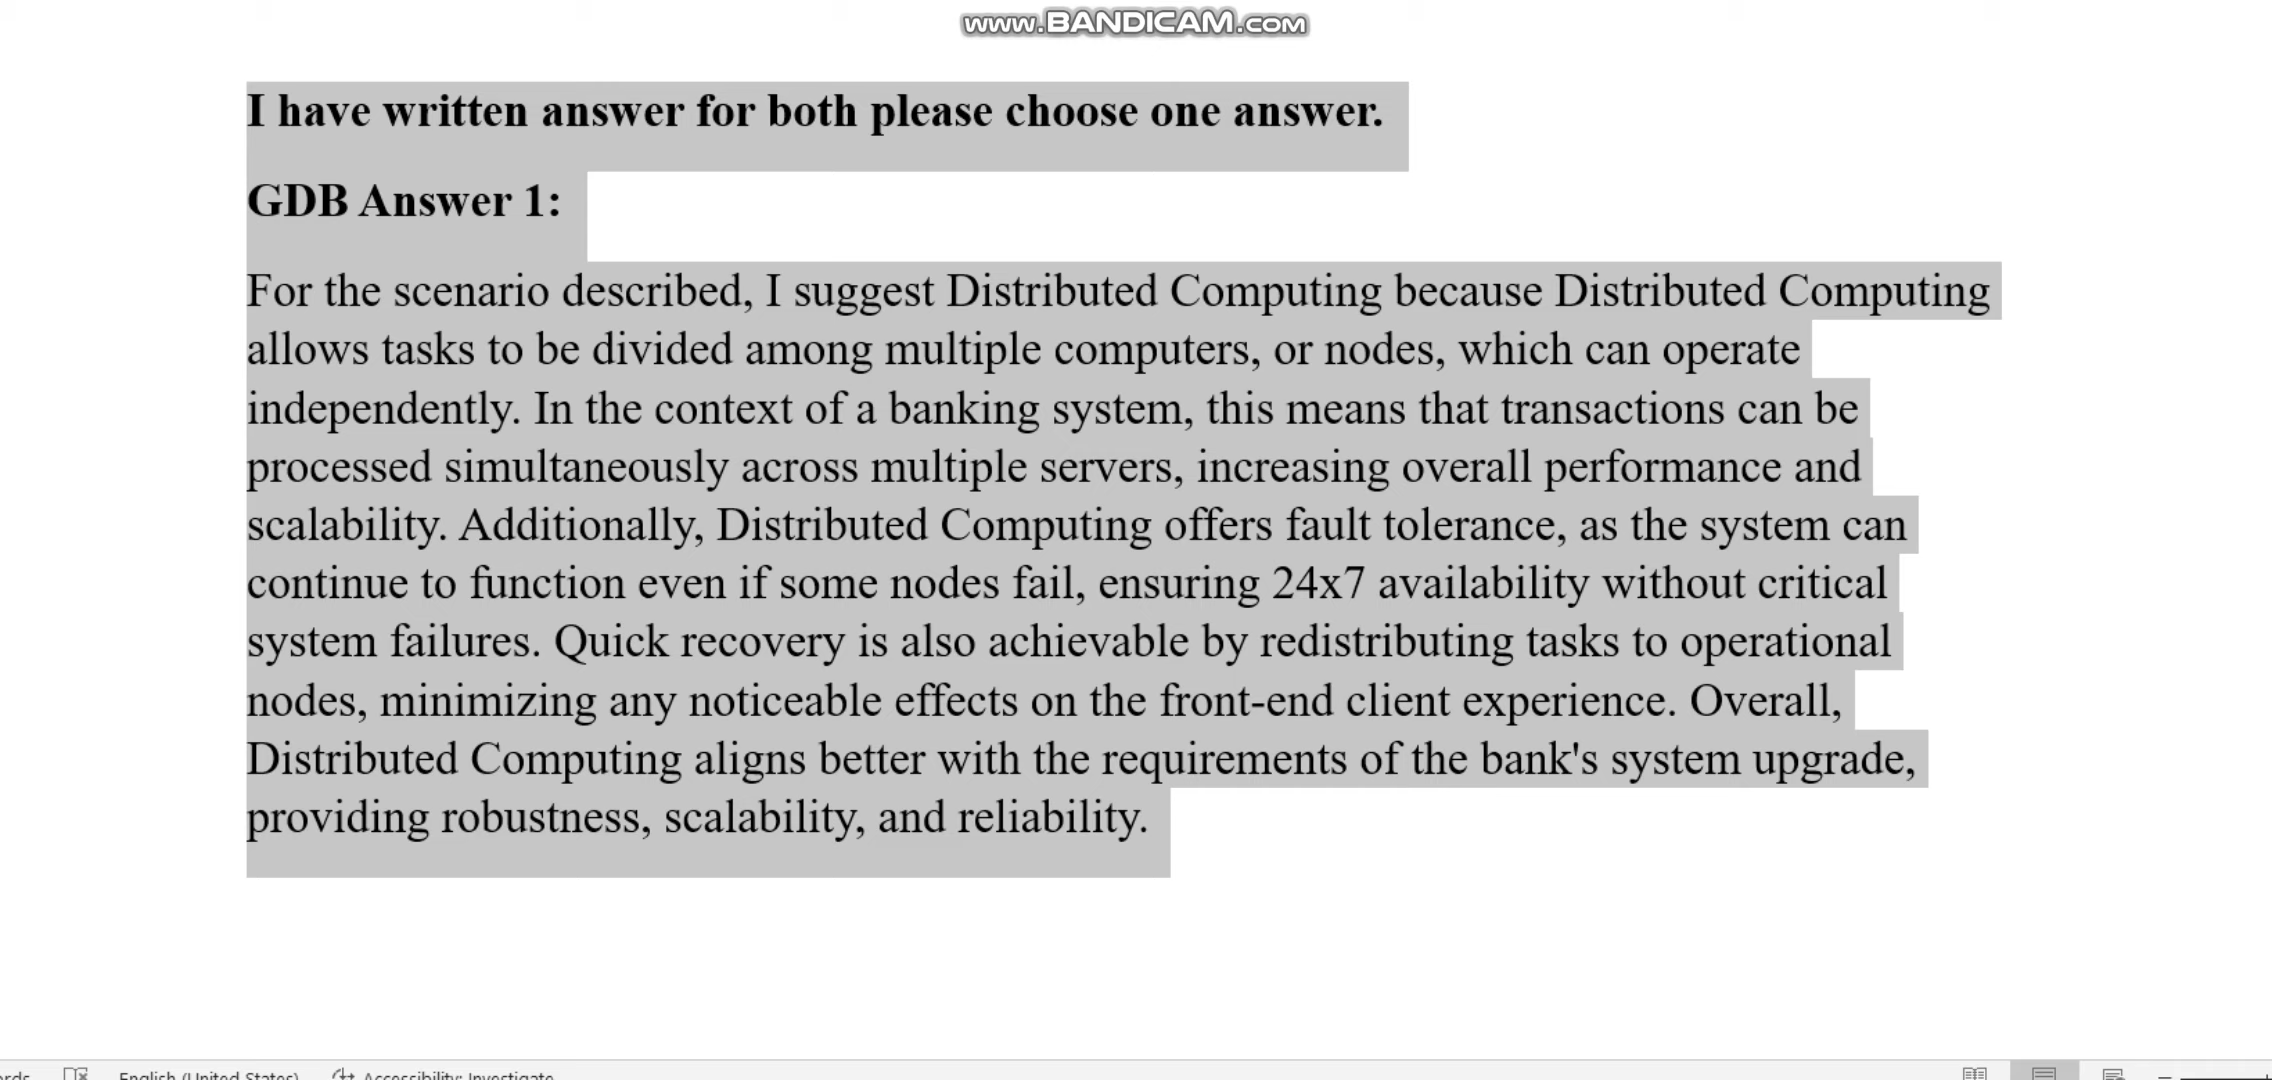 www.BANDICAM.com
I have written answer for both please choose one answer.
GDB Answer 1:
For the scenario described, I suggest Distributed Computing because Distributed Computing
allows tasks to be divided among multiple computers, or nodes, which can operate
independently. In the context of a banking system, this means that transactions can be
processed simultaneously across multiple servers, increasing overall performance and
scalability. Additionally, Distributed Computing offers fault tolerance, as the system can
continue to function even if some nodes fail, ensuring 24x7 availability without critical
system failures. Quick recovery is also achievable by redistributing tasks to operational
nodes, minimizing any noticeable effects on the front-end client experience. Overall,
Distributed Computing aligns better with the requirements of the bank's system upgrade,
providing robustness, scalability, and reliability.
English (United States) Accessibility: Investigate